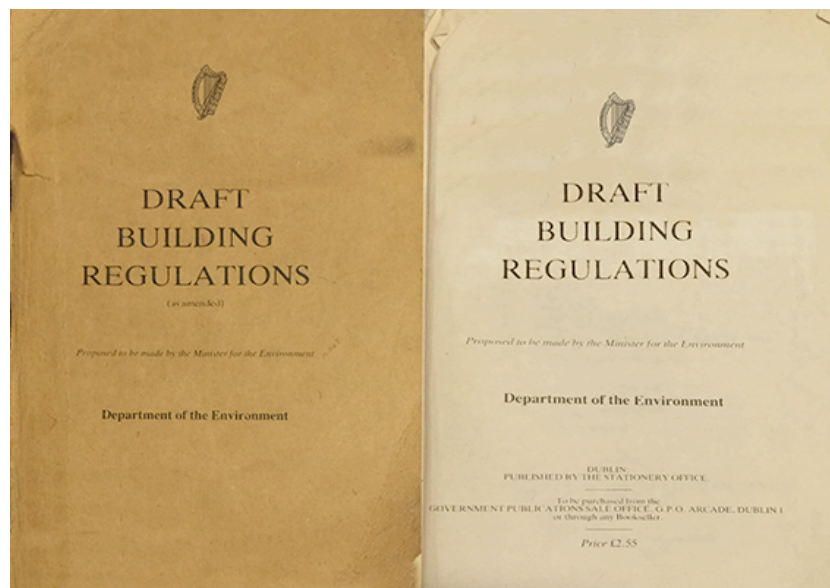 DRAFT
BUILDING
REGULATIONS
(as amended)
Proposed to be made by the Minister for the Environment
Department of the Environment
DRAFT
BUILDING
REGULATIONS
Proposed to be made by the Minister for the Environment
Department of the Environment
DUBLIN:
PUBLISHED BY THE STATIONERY OFFICE.
To be purchased from the
GOVERNMENT PUBLICATIONS SALE OFFICE, G.P.O. ARCADE, DUBLIN 1
or through any Bookseller.
Price £2.55